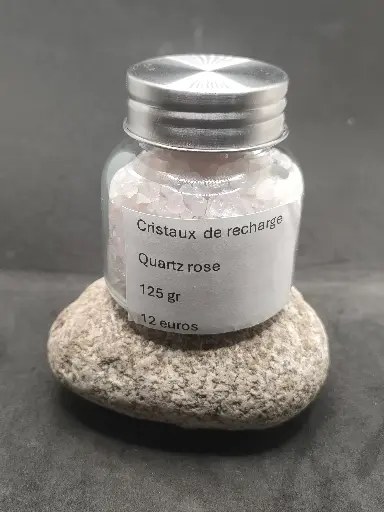 Cristaux de recharge
Quartz rose
125 gr
12 euros